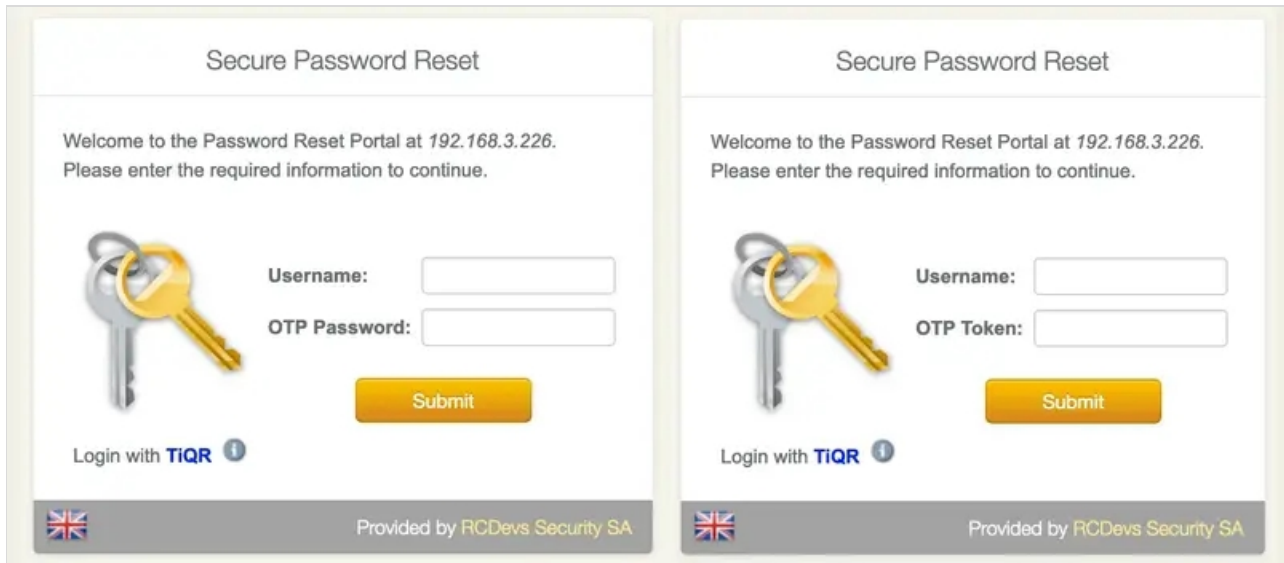 Secure Password Reset
Welcome to the Password Reset Portal at 192.168.3.226.
Please enter the required information to continue.
Username:
OTP Password:
Submit
Login with TiQR
Provided by RCDevs Security SA
Secure Password Reset
Welcome to the Password Reset Portal at 192.168.3.226.
Please enter the required information to continue.
Username:
OTP Token:
Submit
Login with TiQR
Provided by RCDevs Security SA